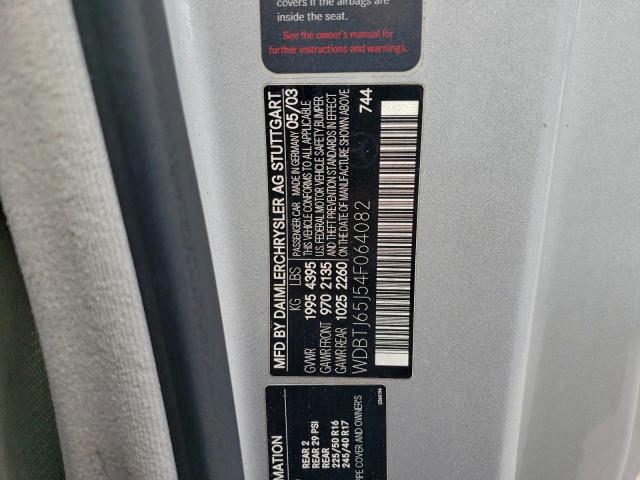 covers if the airbags are
inside the seat.
See the owner's manual for
further instructions and warnings.
MFD BY DAIMLERCHRYSLER AG STUTTGART
PASSENGER CAR MADE IN GERMANY 05/03
KG LBS THIS VEHICLE CONFORMS TO ALL APPLICABLE
GVWR 1995 4395 U.S. FEDERAL MOTOR VEHICLE SAFETY, BUMPER
GAWR FRONT 970 2135 AND THEFT PREVENTION STANDARDS IN EFFECT
GAWR REAR 1025 2260 ON THE DATE OF MANUFACTURE SHOWN ABOVE
WDBTJ65J54F064082 744
MATION
REAR 2
REAR 29 PSI
REAR
225/50 R16
245/40 R17
COVER AND OWNER'S